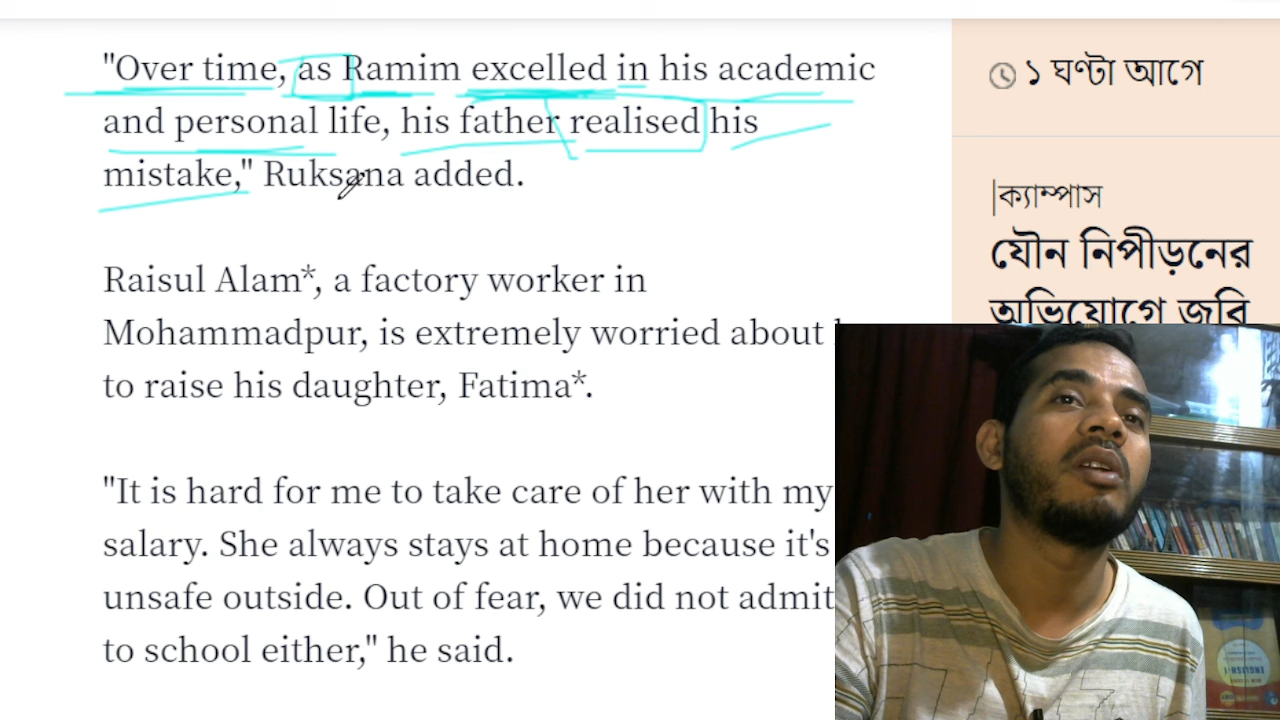 "Over time, as Ramim excelled in his academic
and personal life, his father realised his
mistake," Ruksana added.
Raisul Alam*, a factory worker in
Mohammadpur, is extremely worried about
to raise his daughter, Fatima*.
"It is hard for me to take care of her with my
salary. She always stays at home because it's
unsafe outside. Out of fear, we did not admit
to school either," he said.
১ ঘণ্টা আগে
|ক্যাম্পাস
যৌন নিপীড়নের
অভিযোগে জবি
ENGLISH